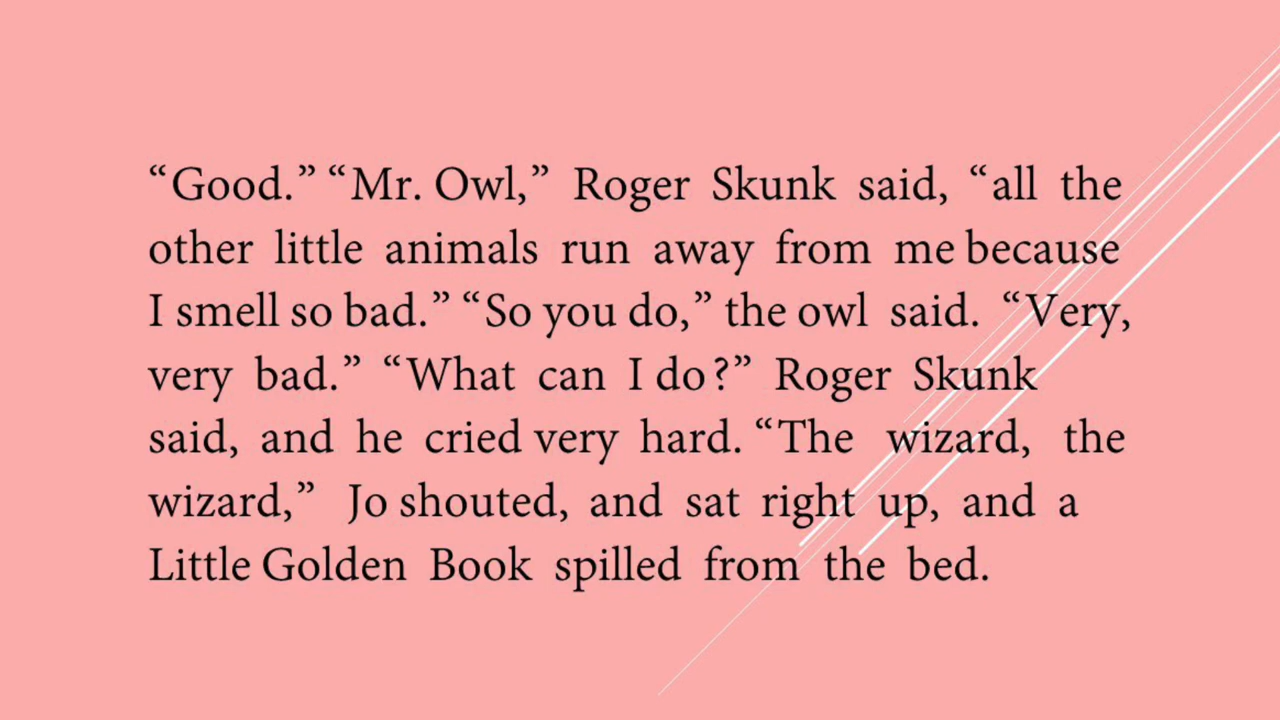 “Good.” “Mr. Owl,” Roger Skunk said, “all the
other little animals run away from me because
I smell so bad.” “So you do,” the owl said. “Very,
very bad.” “What can I do?” Roger Skunk
said, and he cried very hard. “The wizard, the
wizard,” Jo shouted, and sat right up, and a
Little Golden Book spilled from the bed.